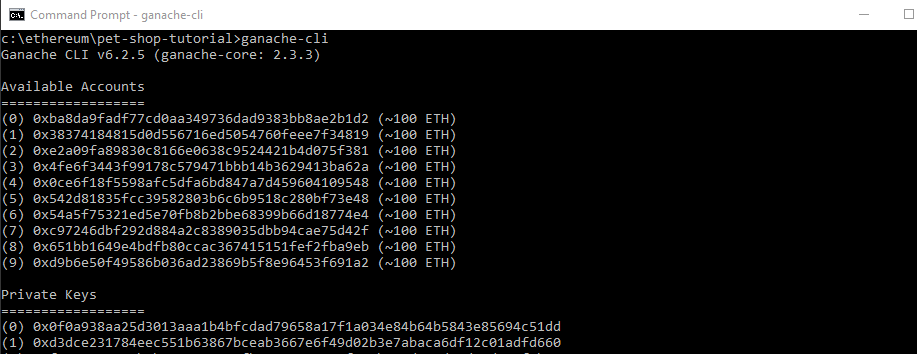 Command Prompt - ganache-cli
c:\ethereum\pet-shop-tutorial>ganache-cli
Ganache CLI v6.2.5 (ganache-core: 2.3.3)
Available Accounts
==================
(0) 0xba8da9fadf77cd0aa349736dad9383bb8ae2b1d2 (~100 ETH)
(1) 0x38374184815d0d556716ed5054760feee7f34819 (~100 ETH)
(2) 0xe2a09fa89830c8166e0638c9524421b4d075f381 (~100 ETH)
(3) 0x4fe6f3443f99178c579471bbb14b3629413ba62a (~100 ETH)
(4) 0x0ce6f18f5598afc5dfa6bd847a7d459604109548 (~100 ETH)
(5) 0x542d81835fcc39582803b6c6b9518c280bf73e48 (~100 ETH)
(6) 0x54a5f75321ed5e70fb8b2bbe68399b66d18774e4 (~100 ETH)
(7) 0xc97246dbf292d884a2c8389035dbb94cae75d42f (~100 ETH)
(8) 0x651bb1649e4bdfb80ccac367415151fef2fba9eb (~100 ETH)
(9) 0xd9b6e50f49586b036ad23869b5f8e96453f691a2 (~100 ETH)
Private Keys
==================
(0) 0x0f0a938aa25d3013aaa1b4bfcdad79658a17f1a034e84b64b5843e85694c51dd
(1) 0xd3dce231784eec551b63867bceab3667e6f49d02b3e7abaca6df12c01adfd660